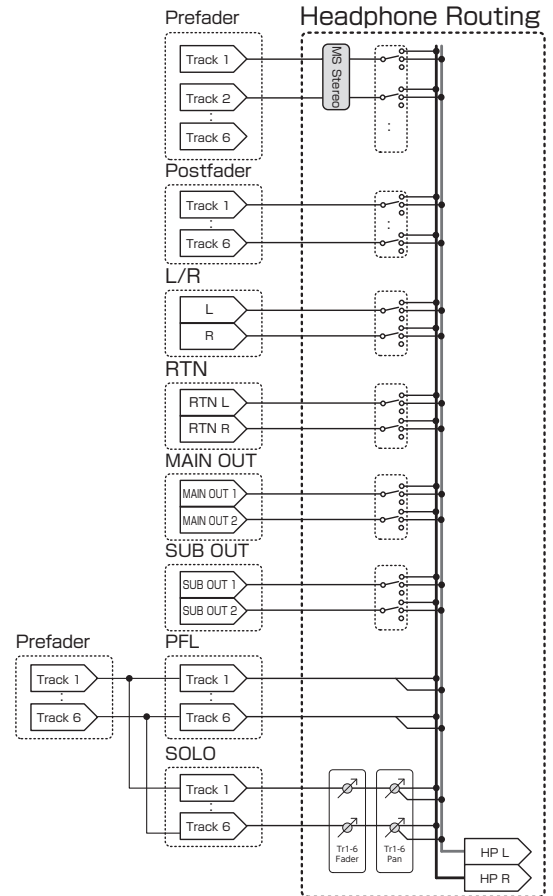 Prefader
Headphone Routing
Track 1
MS Stereo
Track 2
:
:
Track 6
Postfader
Track 1
:
:
Track 6
L/R
L
R
RTN
RTN L
RTN R
MAIN OUT
MAIN OUT 1
MAIN OUT 2
SUB OUT
SUB OUT 1
SUB OUT 2
Prefader
PFL
Track 1
Track 1
:
:
Track 6
Track 6
SOLO
Track 1
:
Track 6
Tr1-6
Fader
Tr1-6
Pan
HP L
HP R